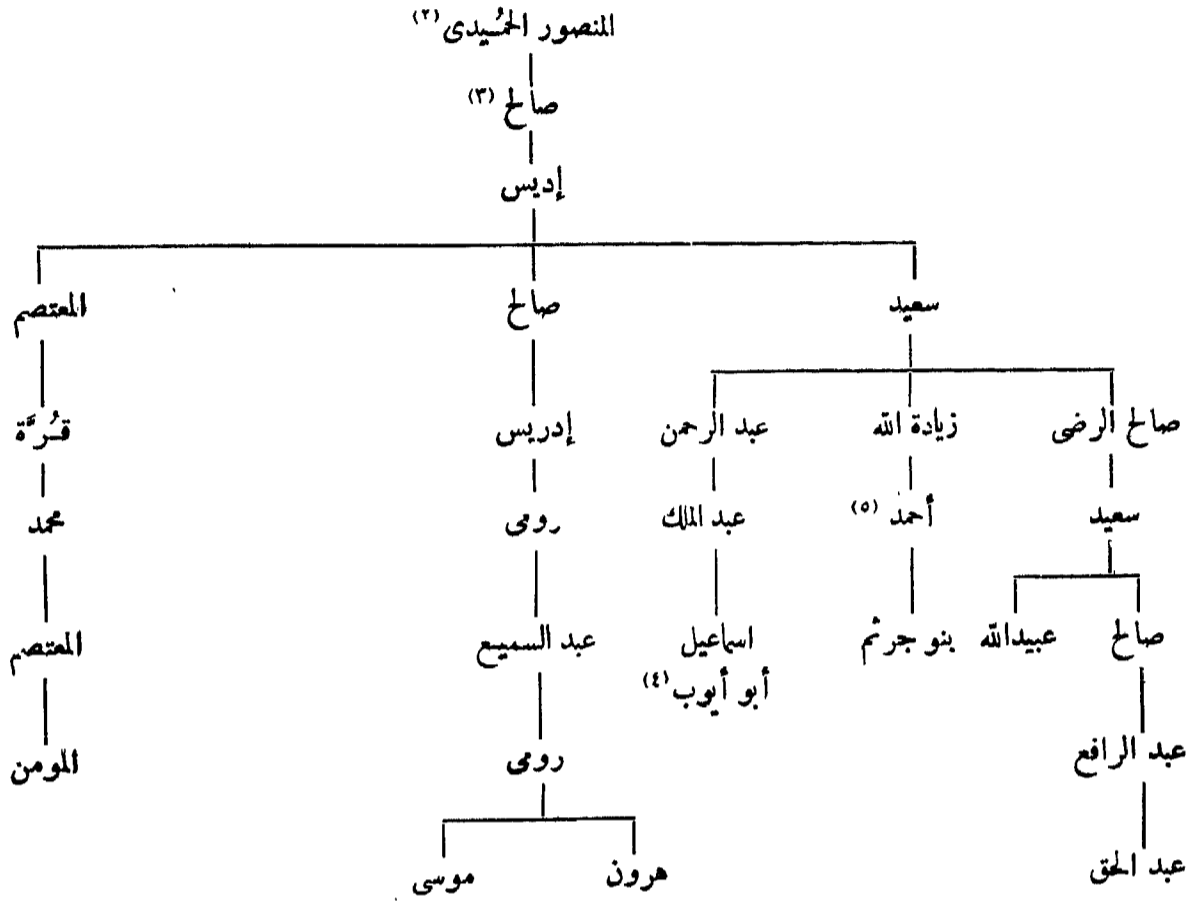 المنصور الحُميدى (٢)
صالح (٣)
إديس
سعيد صالح المعتصم
صالح الرضى زيادة الله عبد الرحمن إدريس قُرَّة
سعيد أحمد (٥) عبد الملك رومى محمد
صالح عبيدالله بنو جرثم اسماعيل عبد السميع المعتصم
أبو أيوب (٤)
عبد الرافع رومى المومن
عبد الحق هرون موسى